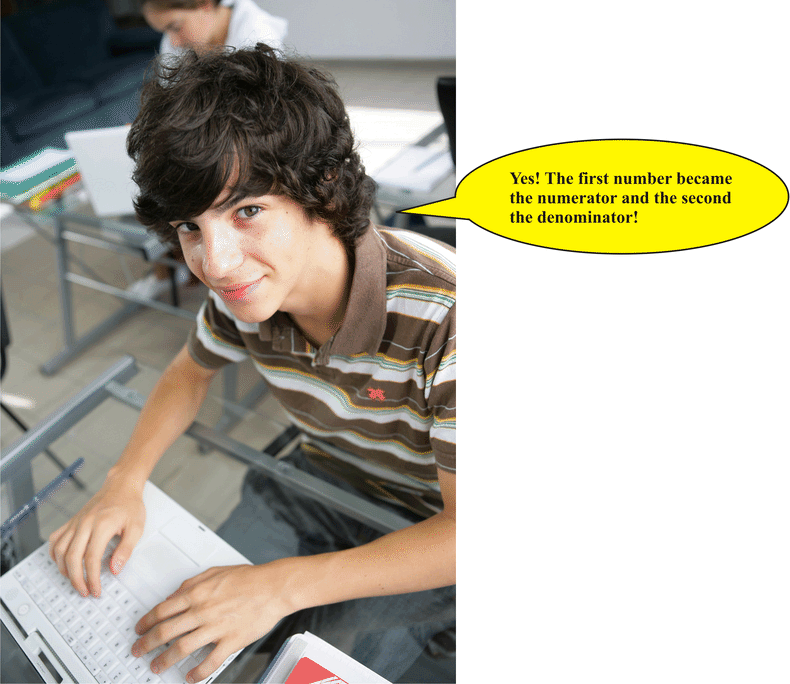 Yes! The first number became
the numerator and the second
the denominator!